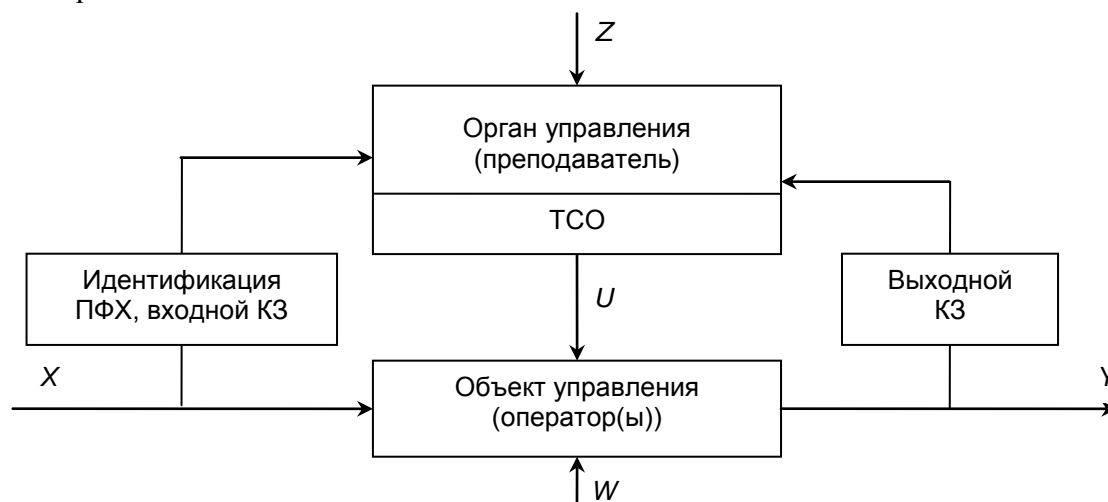 Z
Орган управления
(преподаватель)
ТСО
Идентификация
ПФХ, входной КЗ
Выходной
КЗ
U
X
Объект управления
(оператор(ы))
Y
W